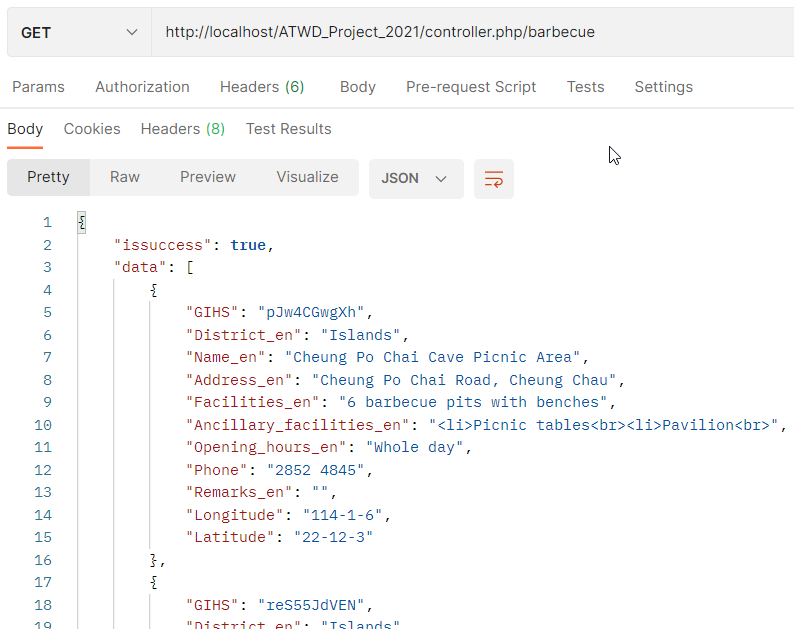 GET http://localhost/ATWD_Project_2021/controller.php/barbecue
Params Authorization Headers (6) Body Pre-request Script Tests Settings
Body Cookies Headers (8) Test Results
Pretty Raw Preview Visualize JSON
1 {
2 "issuccess": true,
3 "data": [
4 {
5 "GIHS": "pJw4CGwgXh",
6 "District_en": "Islands",
7 "Name_en": "Cheung Po Chai Cave Picnic Area",
8 "Address_en": "Cheung Po Chai Road, Cheung Chau",
9 "Facilities_en": "6 barbecue pits with benches",
10 "Ancillary_facilities_en": "<li>Picnic tables<br><li>Pavilion<br>",
11 "Opening_hours_en": "Whole day",
12 "Phone": "2852 4845",
13 "Remarks_en": "",
14 "Longitude": "114-1-6",
15 "Latitude": "22-12-3"
16 },
17 {
18 "GIHS": "reS55JdVEN",
19 "District_en": "Islands"